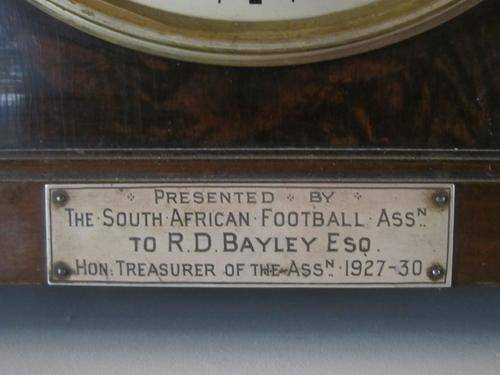 PRESENTED BY
THE SOUTH AFRICAN FOOTBALL ASSN.
TO R.D. BAYLEY ESQ.
HON: TREASURER OF THE ASSN. 1927-30